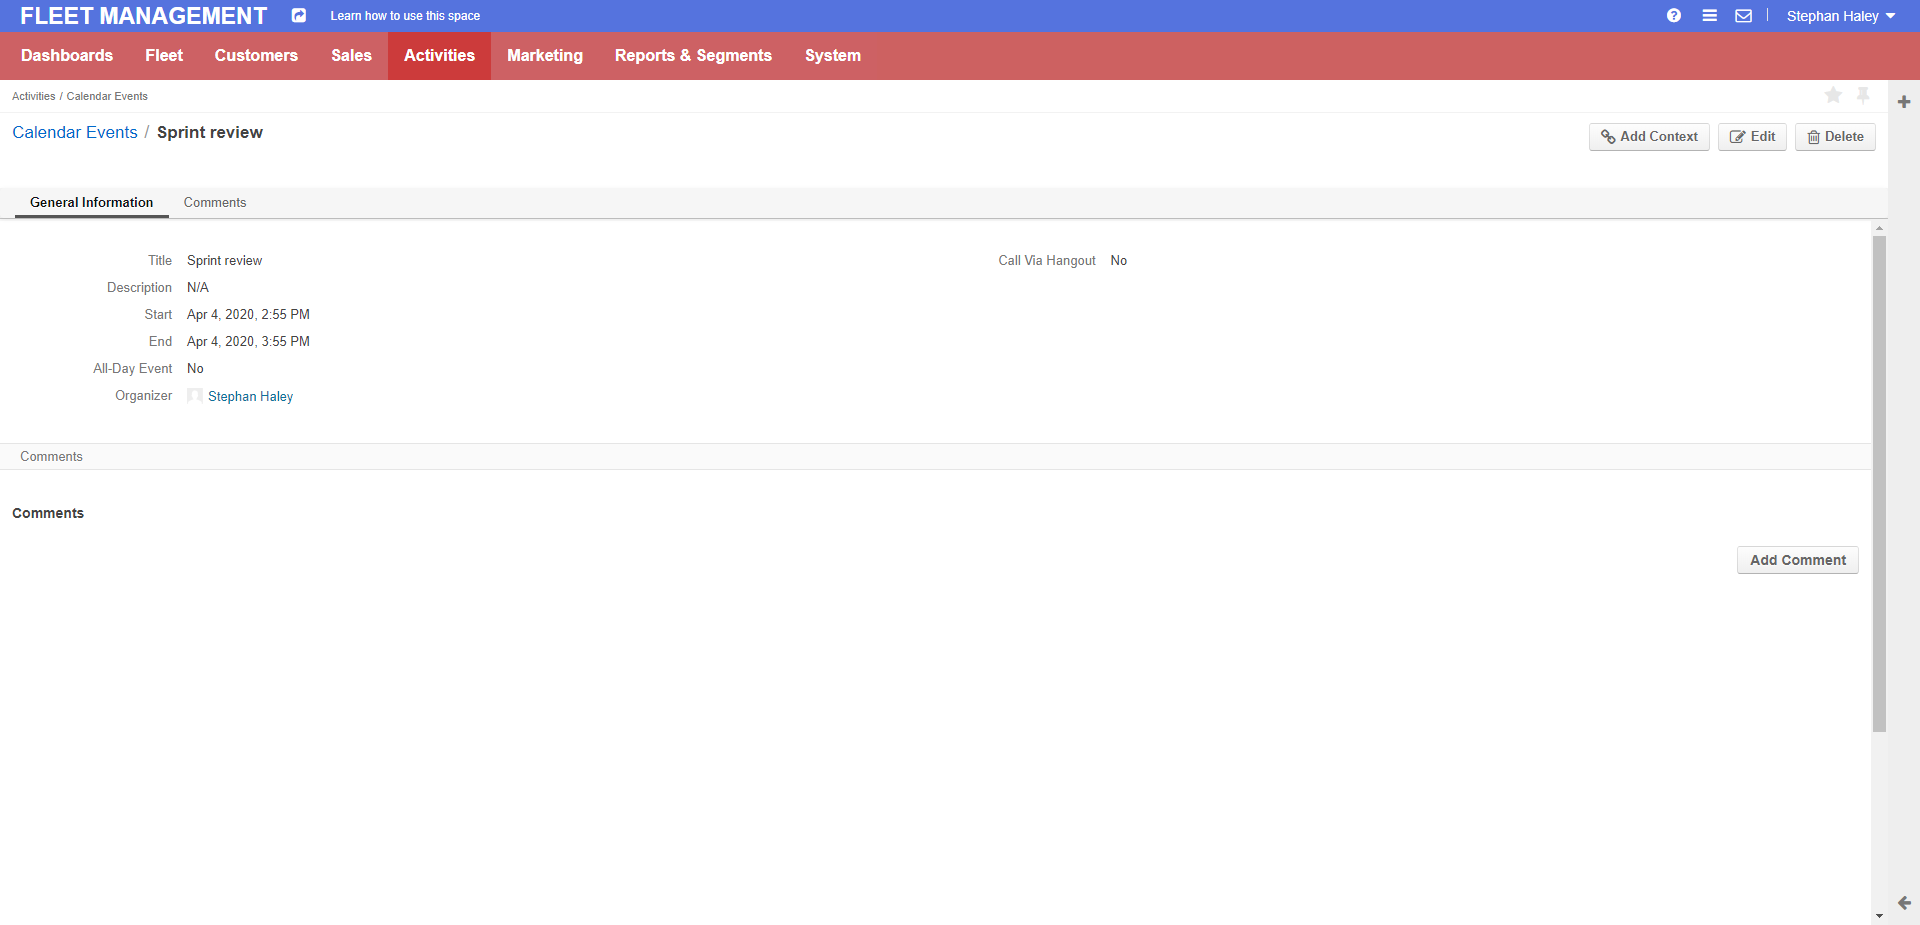 FLEET MANAGEMENT Learn how to use this space Stephan Haley
Dashboards Fleet Customers Sales Activities Marketing Reports & Segments System
Activities / Calendar Events
Calendar Events / Sprint review Add Context Edit Delete
General Information Comments
Title Sprint review Call Via Hangout No
Description N/A
Start Apr 4, 2020, 2:55 PM
End Apr 4, 2020, 3:55 PM
All-Day Event No
Organizer Stephan Haley
Comments
Comments
Add Comment